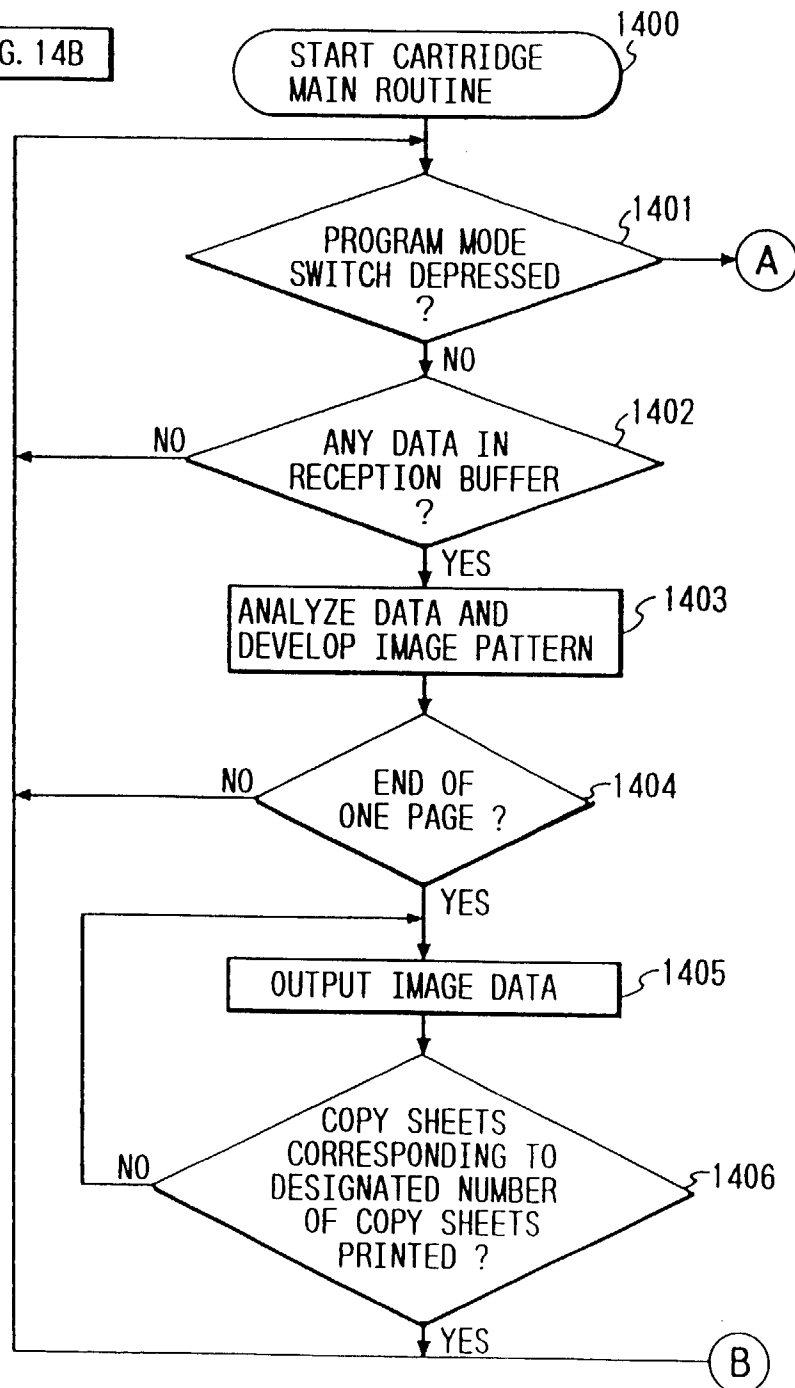 G. 14B
START CARTRIDGE
MAIN ROUTINE
1400
PROGRAM MODE
SWITCH DEPRESSED
?
1401
A
NO
ANY DATA IN
RECEPTION BUFFER
?
1402
NO
YES
ANALYZE DATA AND
DEVELOP IMAGE PATTERN
1403
END OF
ONE PAGE ?
1404
NO
YES
OUTPUT IMAGE DATA
1405
COPY SHEETS
CORRESPONDING TO
DESIGNATED NUMBER
OF COPY SHEETS
PRINTED ?
1406
NO
YES
B